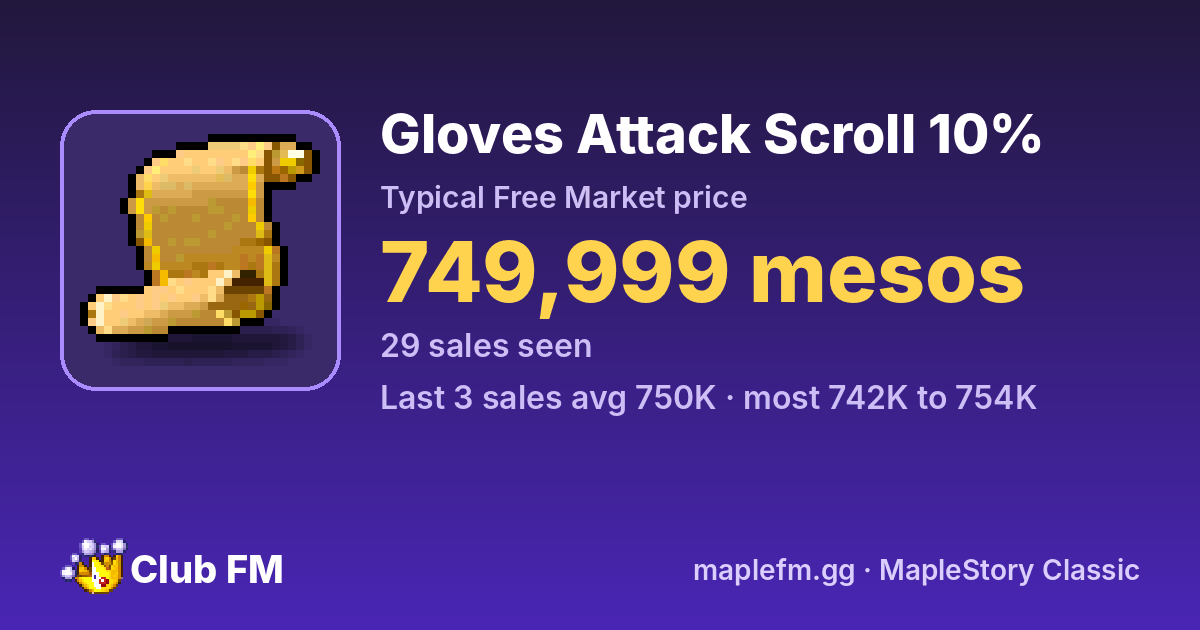 Gloves Attack Scroll 10%
Typical Free Market price
749,999 mesos
29 sales seen
Last 3 sales avg 750K · most 742K to 754K
Club FM
maplefm.gg · MapleStory Classic